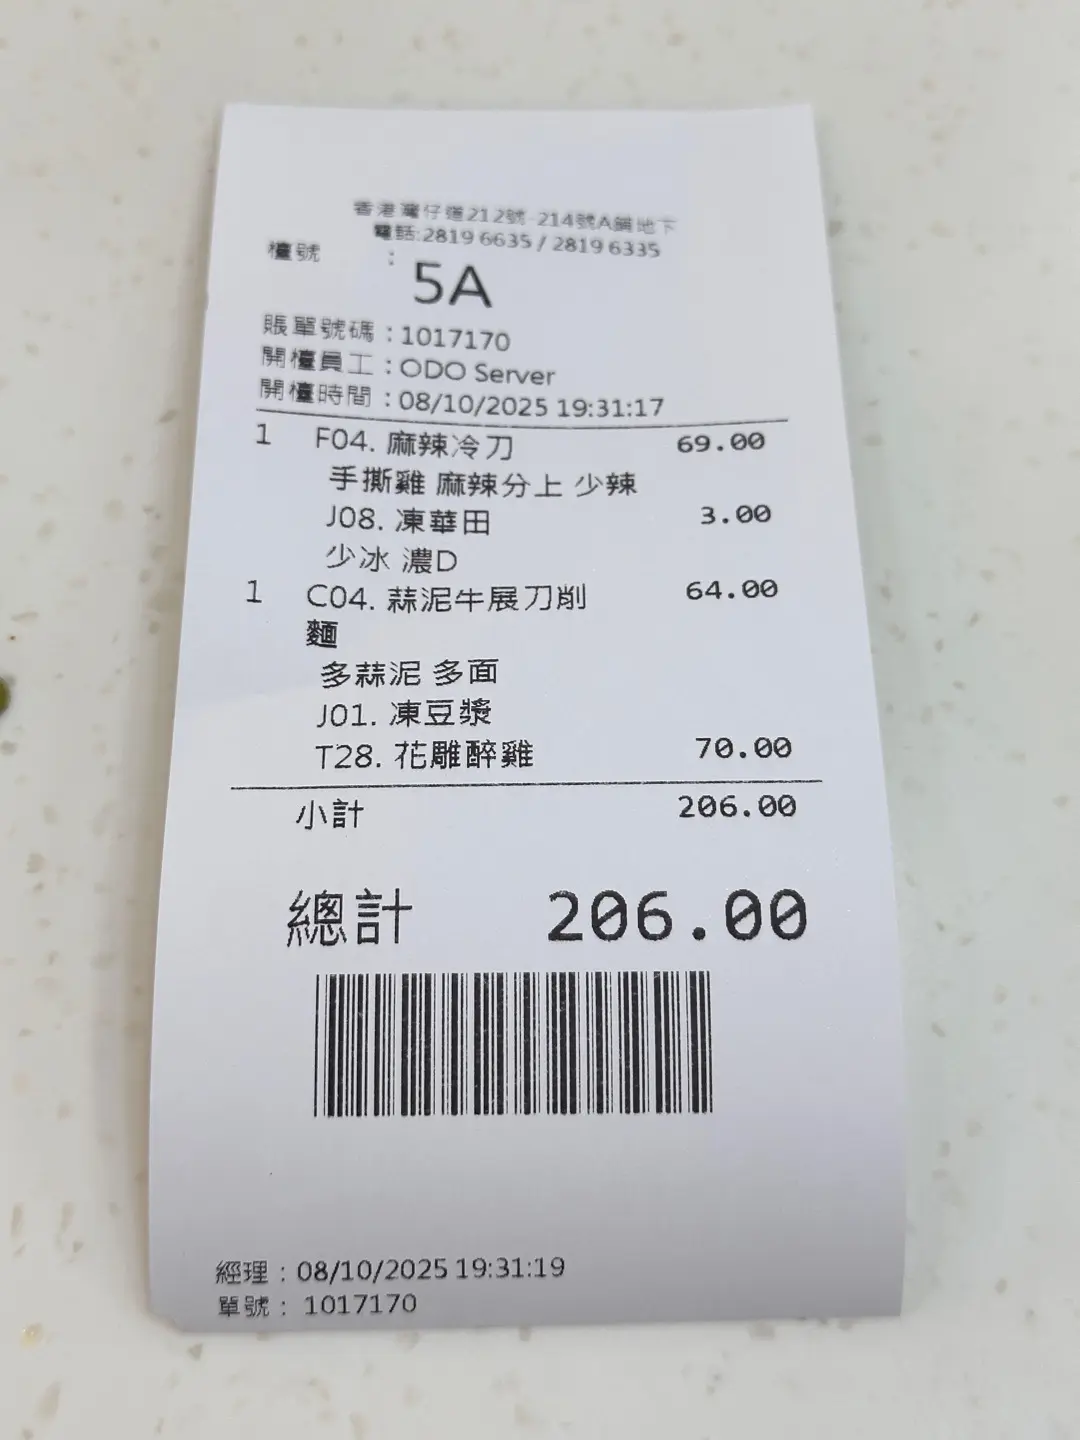 香港灣仔道212號-214號A鋪地下
電話:2819 6635 / 2819 6335
檯號 : 5A
賬單號碼 : 1017170
開檯員工 : ODO Server
開檯時間 : 08/10/2025 19:31:17
1 F04. 麻辣冷刀 69.00
手撕雞 麻辣分上 少辣
J08. 凍華田 3.00
少冰 濃D
1 C04. 蒜泥牛展刀削 64.00
麵
多蒜泥 多面
J01. 凍豆漿
T28. 花雕醉雞 70.00
小計 206.00
總計 206.00
經理 : 08/10/2025 19:31:19
單號 : 1017170